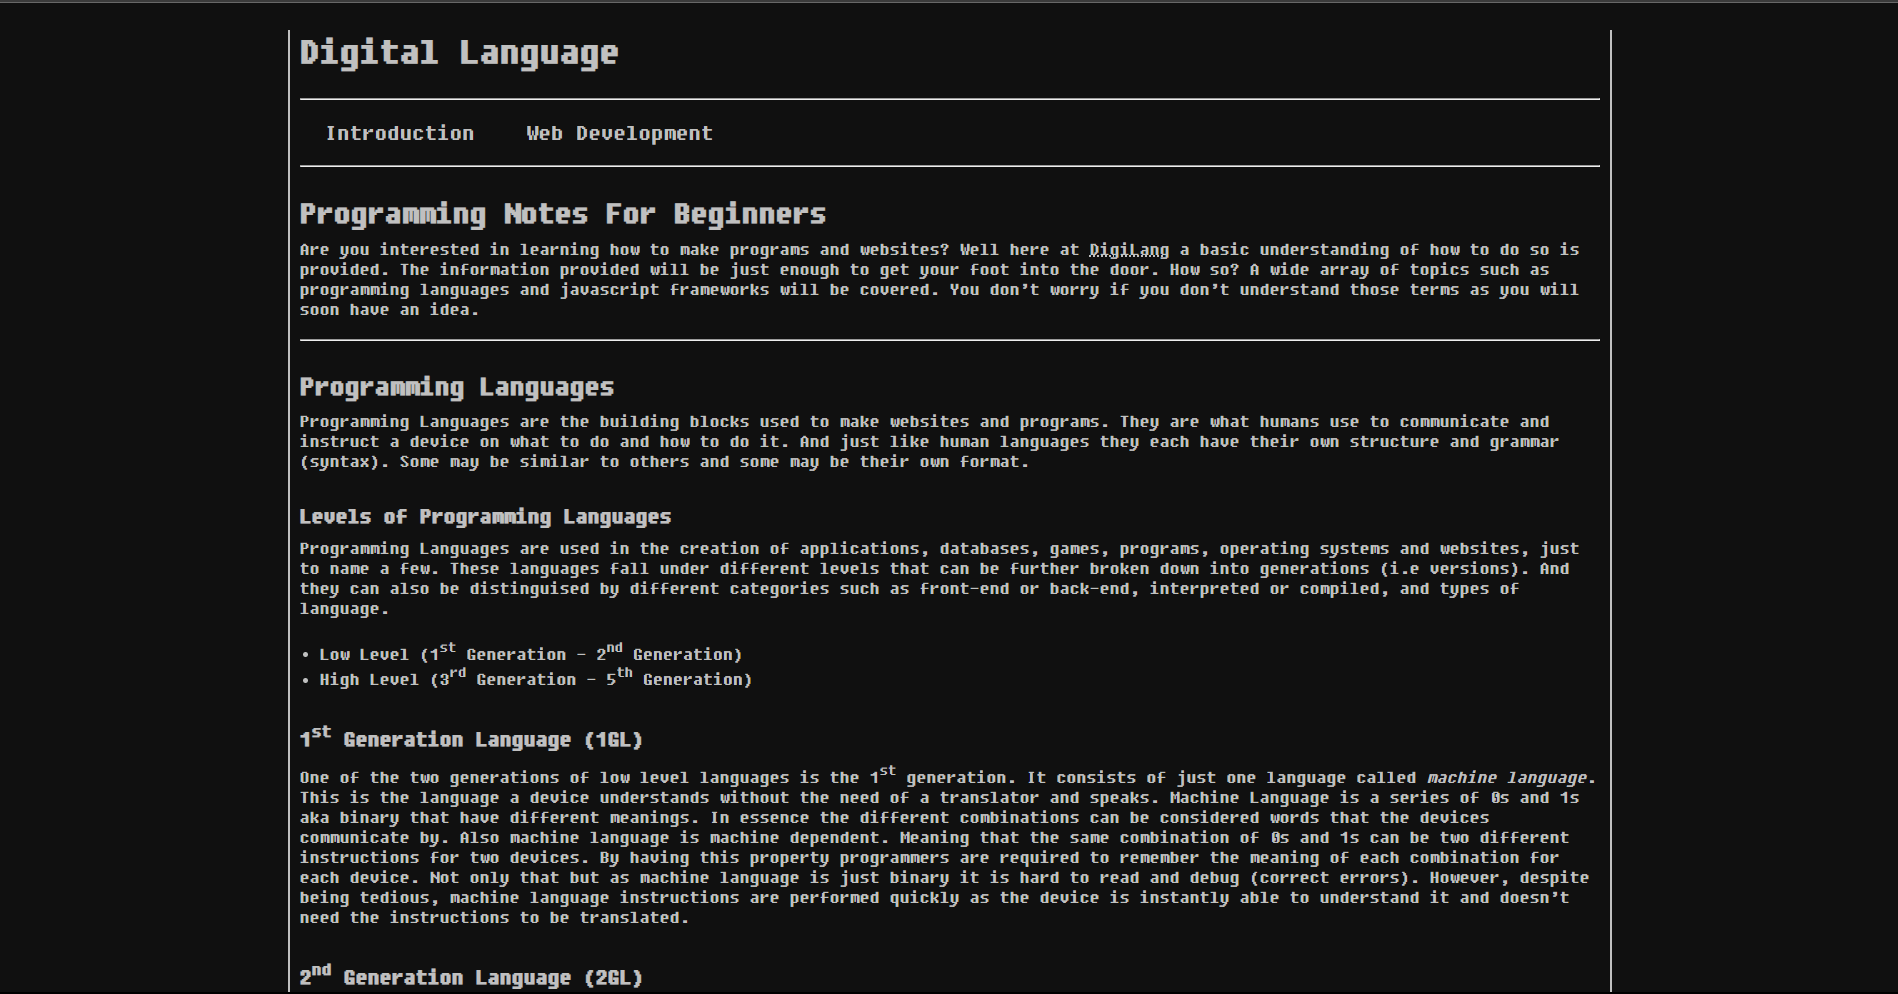 Digital Language
Introduction Web Development
Programming Notes For Beginners
Are you interested in learning how to make programs and websites? Well here at DigiLang a basic understanding of how to do so is
provided. The information provided will be just enough to get your foot into the door. How so? A wide array of topics such as
programming languages and javascript frameworks will be covered. You don't worry if you don't understand those terms as you will
soon have an idea.
Programming Languages
Programming Languages are the building blocks used to make websites and programs. They are what humans use to communicate and
instruct a device on what to do and how to do it. And just like human languages they each have their own structure and grammar
(syntax). Some may be similar to others and some may be their own format.
Levels of Programming Languages
Programming Languages are used in the creation of applications, databases, games, programs, operating systems and websites, just
to name a few. These languages fall under different levels that can be further broken down into generations (i.e versions). And
they can also be distinguised by different categories such as front-end or back-end, interpreted or compiled, and types of
language.
• Low Level (1st Generation - 2nd Generation)
• High Level (3rd Generation - 5th Generation)
1st Generation Language (1GL)
One of the two generations of low level languages is the 1st generation. It consists of just one language called machine language.
This is the language a device understands without the need of a translator and speaks. Machine Language is a series of 0s and 1s
aka binary that have different meanings. In essence the different combinations can be considered words that the devices
communicate by. Also machine language is machine dependent. Meaning that the same combination of 0s and 1s can be two different
instructions for two devices. By having this property programmers are required to remember the meaning of each combination for
each device. Not only that but as machine language is just binary it is hard to read and debug (correct errors). However, despite
being tedious, machine language instructions are performed quickly as the device is instantly able to understand it and doesn't
need the instructions to be translated.
2nd Generation Language (2GL)